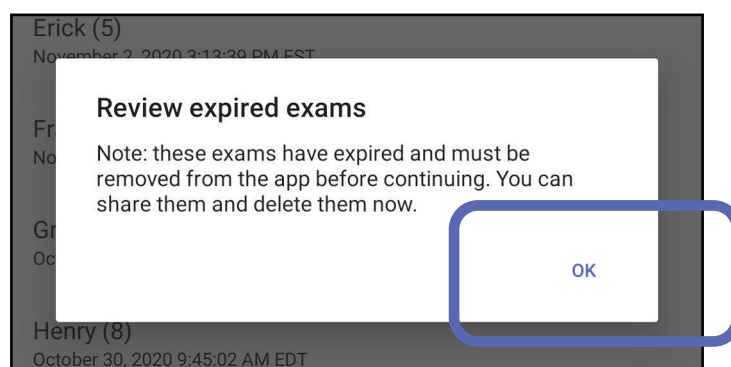 Erick (5)
November 2, 2020 3:13:39 PM EST
Review expired exams
Note: these exams have expired and must be
removed from the app before continuing. You can
share them and delete them now.
OK
Henry (8)
October 30, 2020 9:45:02 AM EDT